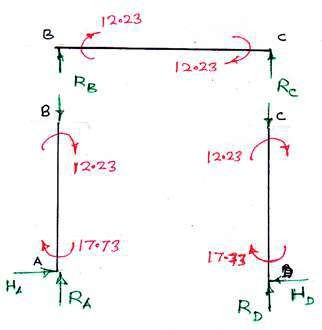 12.23
B C
12.23
R_B R_C
B C
12.23 12.23
17.73 17.73
A
H_A H_D
R_A R_D